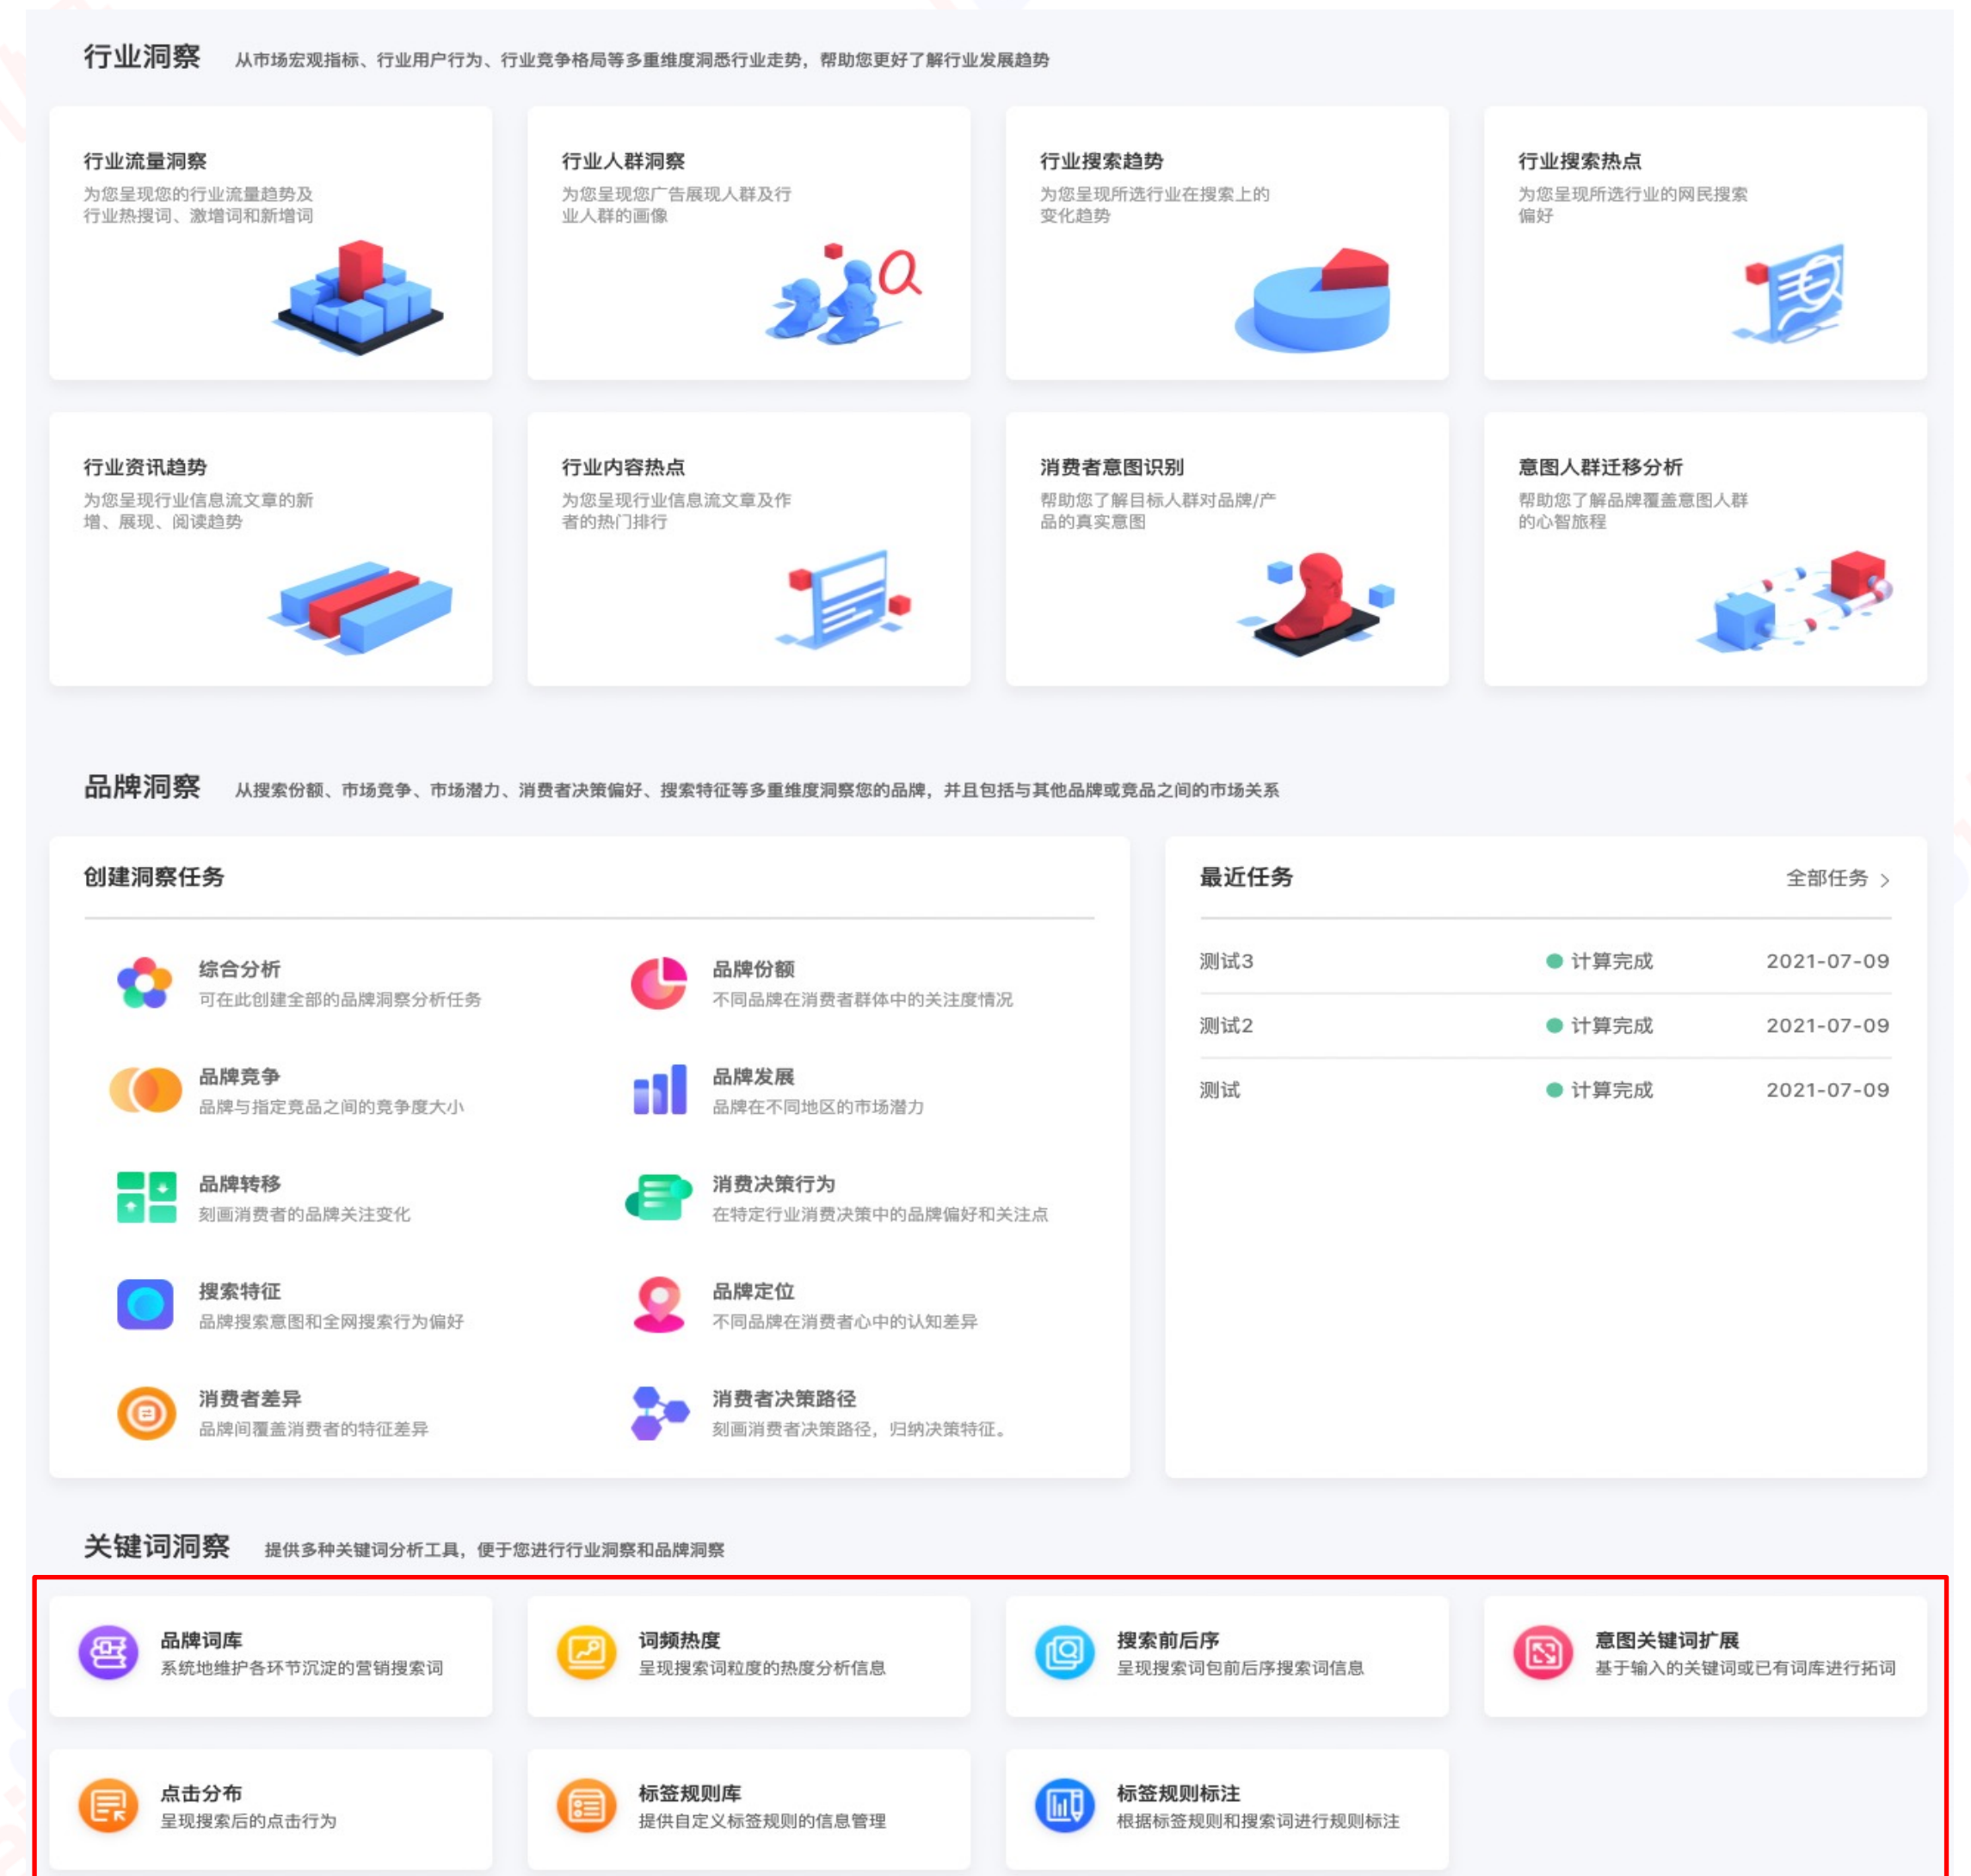 行业洞察 从市场宏观指标、行业用户行为、行业竞争格局等多重维度洞悉行业走势，帮助您更好了解行业发展趋势
行业流量洞察
为您呈现您的行业流量趋势及
行业热搜词、激增词和新增词
行业人群洞察
为您呈现您广告展现人群及行
业人群的画像
行业搜索趋势
为您呈现所选行业在搜索上的
变化趋势
行业搜索热点
为您呈现所选行业的网民搜索
偏好
行业资讯趋势
为您呈现行业信息流文章的新
增、展现、阅读趋势
行业内容热点
为您呈现行业信息流文章及作
者的热门排行
消费者意图识别
帮助您了解目标人群对品牌/产
品的真实意图
意图人群迁移分析
帮助您了解品牌覆盖意图人群
的心智旅程
品牌洞察 从搜索份额、市场竞争、市场潜力、消费者决策偏好、搜索特征等多重维度洞察您的品牌，并且包括与其他品牌或竞品之间的市场关系
创建洞察任务
综合分析
可在此创建全部的品牌洞察分析任务
品牌份额
不同品牌在消费者群体中的关注度情况
品牌竞争
品牌与指定竞品之间的竞争度大小
品牌发展
品牌在不同地区的市场潜力
品牌转移
刻画消费者的品牌关注变化
消费决策行为
在特定行业消费决策中的品牌偏好和关注点
搜索特征
品牌搜索意图和全网搜索行为偏好
品牌定位
不同品牌在消费者心中的认知差异
消费者差异
品牌间覆盖消费者的特征差异
消费者决策路径
刻画消费者决策路径，归纳决策特征。
最近任务 全部任务 >
测试3 计算完成 2021-07-09
测试2 计算完成 2021-07-09
测试 计算完成 2021-07-09
关键词洞察 提供多种关键词分析工具，便于您进行行业洞察和品牌洞察
品牌词库
系统地维护各环节沉淀的营销搜索词
词频热度
呈现搜索词粒度的热度分析信息
搜索前后序
呈现搜索词包前后序搜索词信息
意图关键词扩展
基于输入的关键词或已有词库进行拓词
点击分布
呈现搜索后的点击行为
标签规则库
提供自定义标签规则的信息管理
标签规则标注
根据标签规则和搜索词进行规则标注